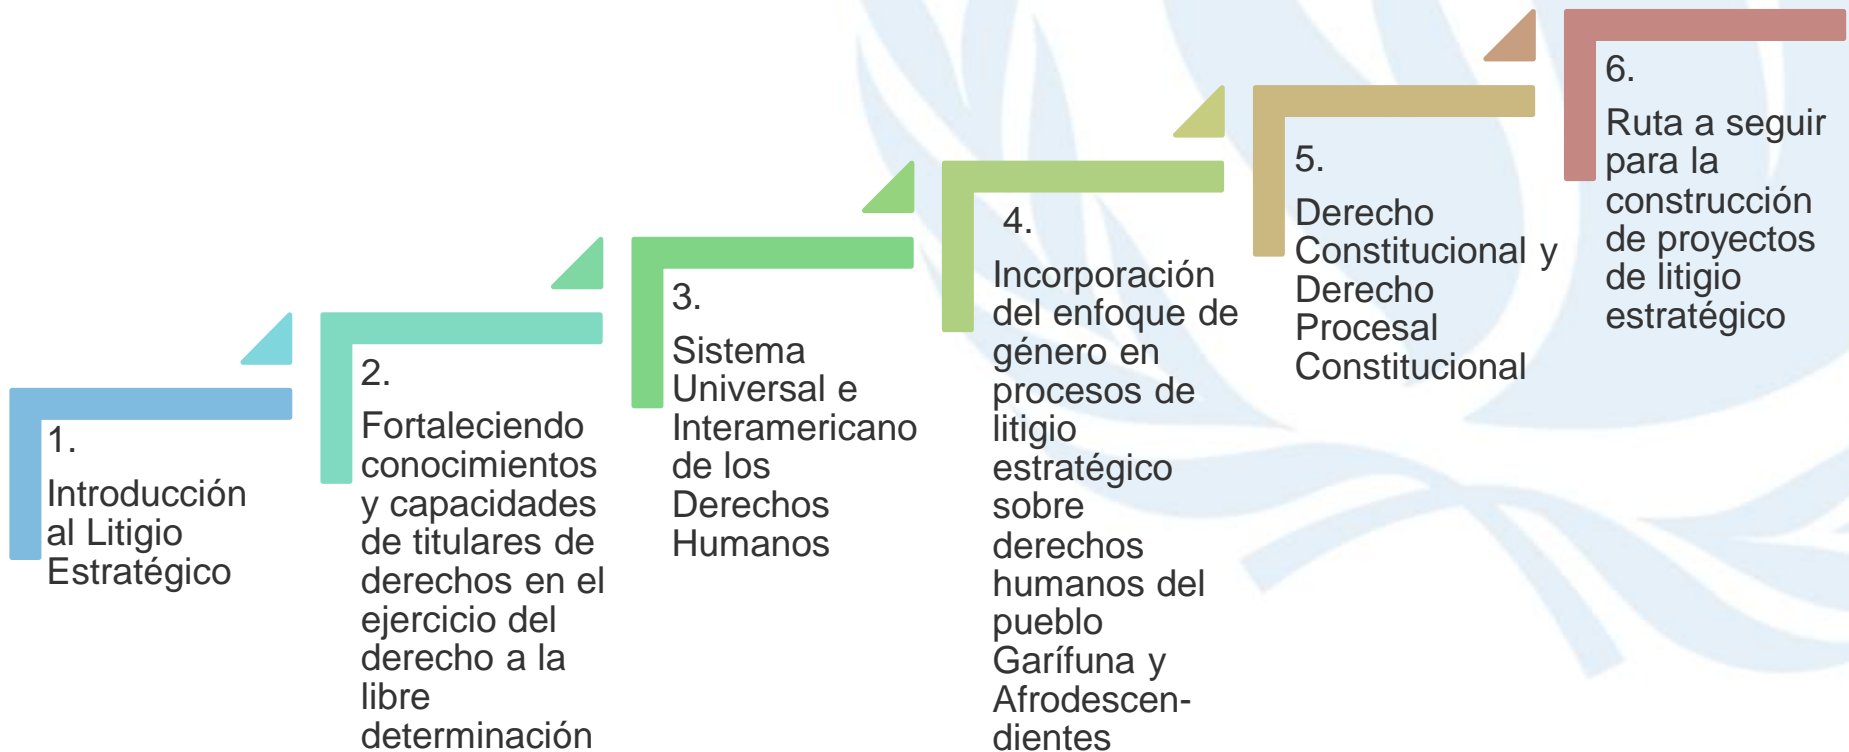 1.
Introducción
al Litigio
Estratégico
2.
Fortaleciendo
conocimientos
y capacidades
de titulares de
derechos en el
ejercicio del
derecho a la
libre
determinación
3.
Sistema
Universal e
Interamericano
de los
Derechos
Humanos
4.
Incorporación
del enfoque de
género en
procesos de
litigio
estratégico
sobre
derechos
humanos del
pueblo
Garífuna y
Afrodescen-
dientes
5.
Derecho
Constitucional y
Derecho
Procesal
Constitucional
6.
Ruta a seguir
para la
construcción
de proyectos
de litigio
estratégico